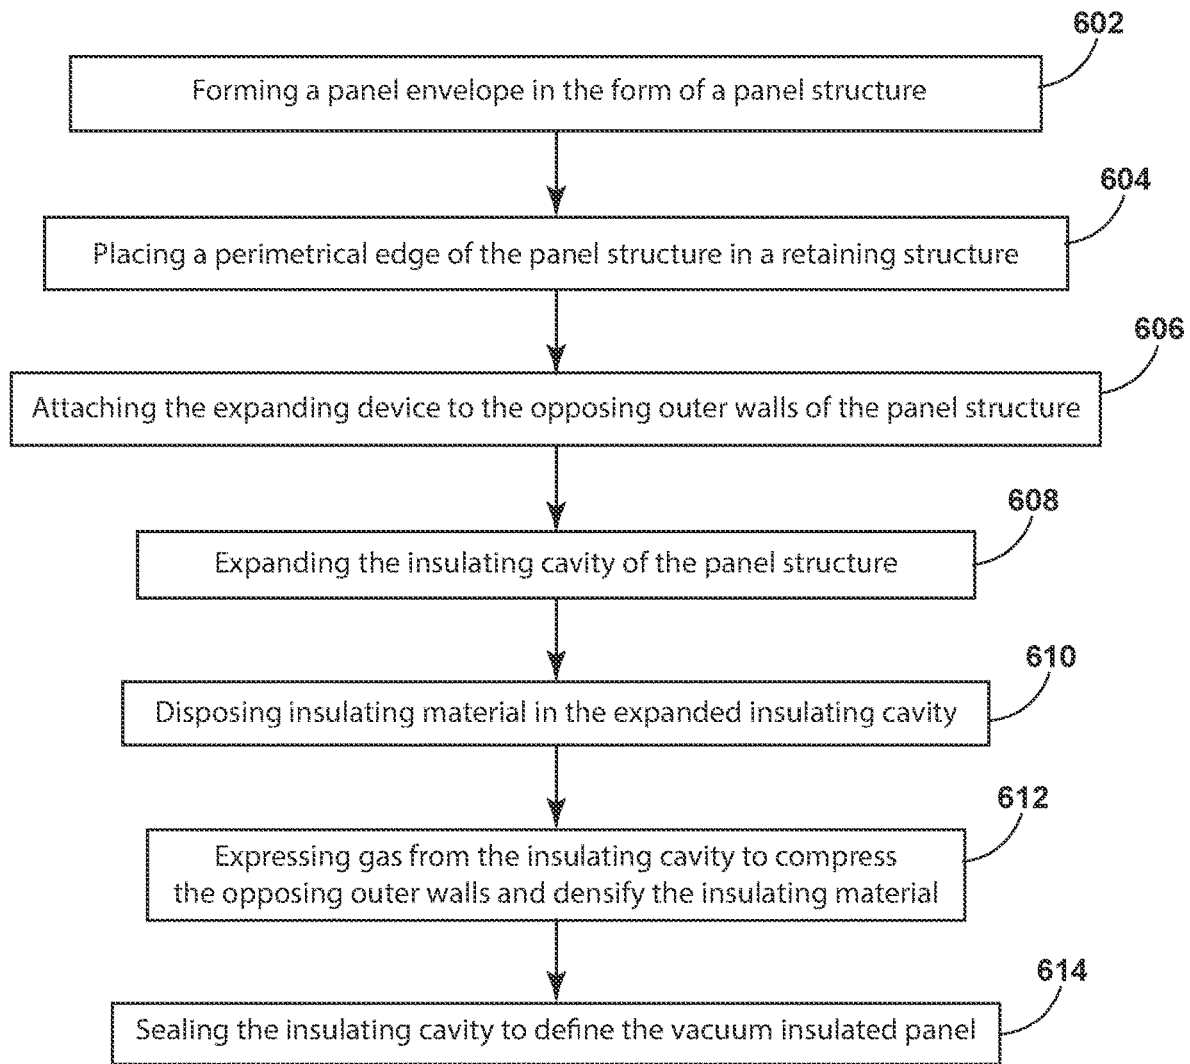 602
Forming a panel envelope in the form of a panel structure
604
Placing a perimetrical edge of the panel structure in a retaining structure
606
Attaching the expanding device to the opposing outer walls of the panel structure
608
Expanding the insulating cavity of the panel structure
610
Disposing insulating material in the expanded insulating cavity
612
Expressing gas from the insulating cavity to compress
the opposing outer walls and densify the insulating material
614
Sealing the insulating cavity to define the vacuum insulated panel